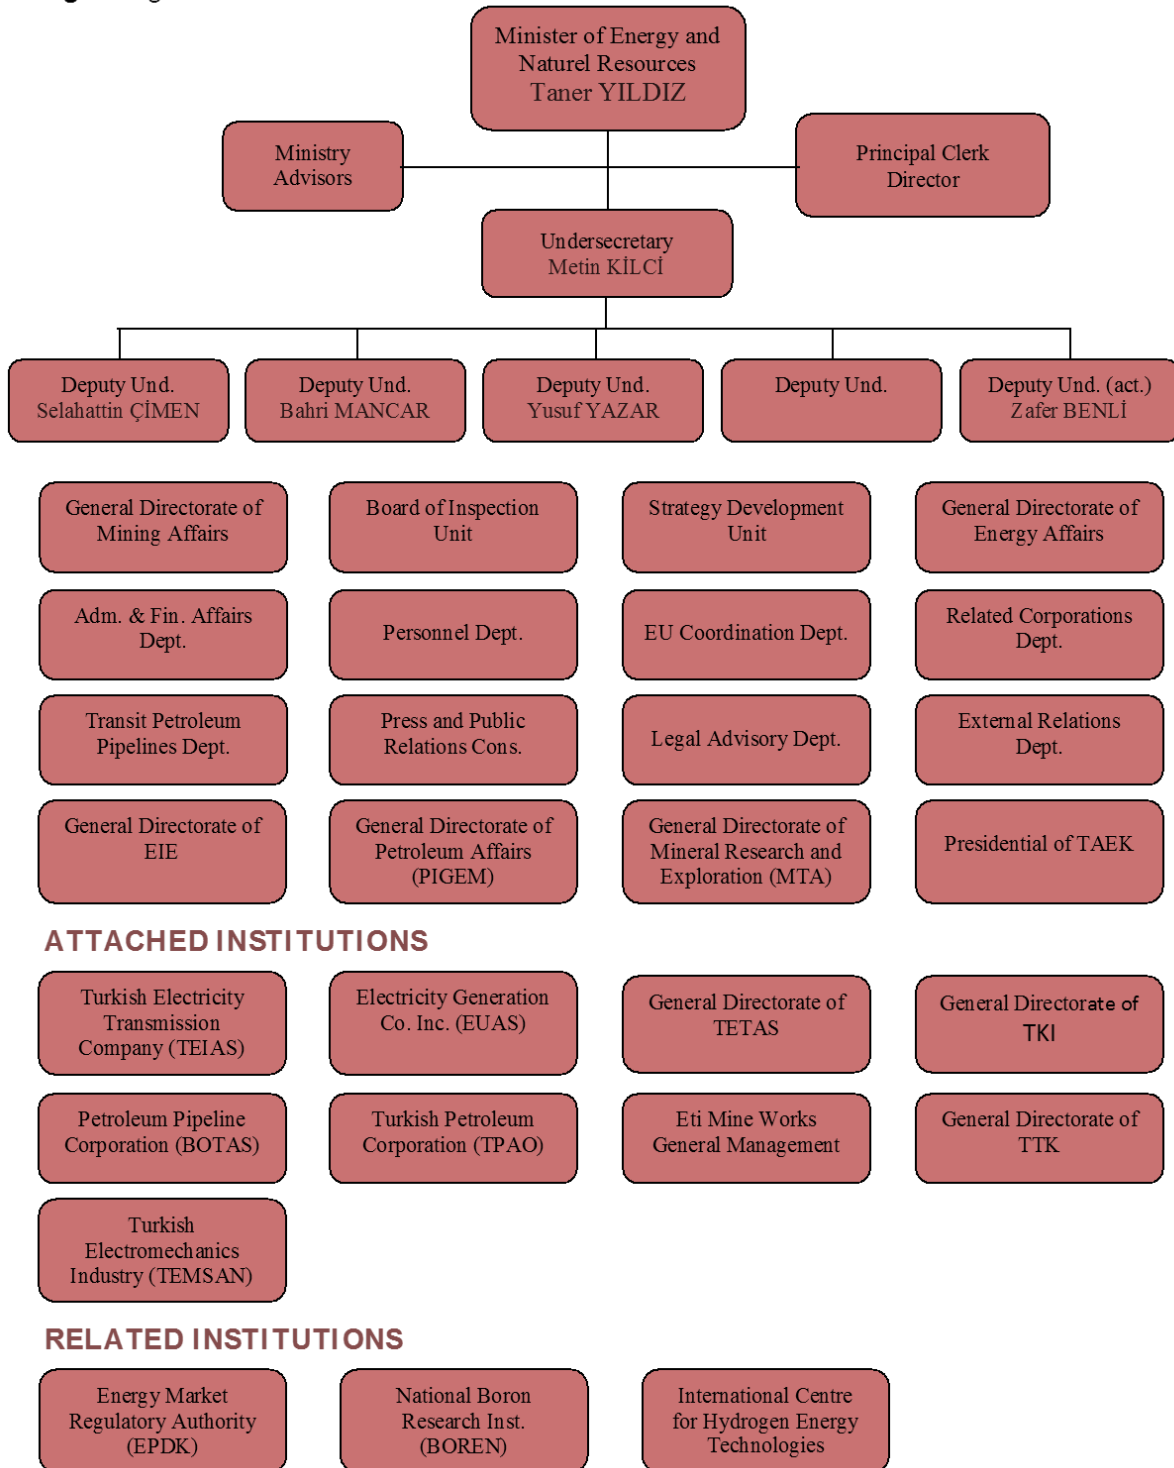 Minister of Energy and
Naturel Resources
Taner YILDIZ
Ministry
Advisors
Principal Clerk
Director
Undersecretary
Metin KİLCİ
Deputy Und.
Selahattin ÇİMEN
Deputy Und.
Bahri MANCAR
Deputy Und.
Yusuf YAZAR
Deputy Und.
Deputy Und. (act.)
Zafer BENLİ
General Directorate of
Mining Affairs
Board of Inspection
Unit
Strategy Development
Unit
General Directorate of
Energy Affairs
Adm. & Fin. Affairs
Dept.
Personnel Dept.
EU Coordination Dept.
Related Corporations
Dept.
Transit Petroleum
Pipelines Dept.
Press and Public
Relations Cons.
Legal Advisory Dept.
External Relations
Dept.
General Directorate of
EIE
General Directorate of
Petroleum Affairs
(PIGEM)
General Directorate of
Mineral Research and
Exploration (MTA)
Presidential of TAEK
ATTACHED INSTITUTIONS
Turkish Electricity
Transmission
Company (TEIAS)
Electricity Generation
Co. Inc. (EUAS)
General Directorate of
TETAS
General Directorate of
TKI
Petroleum Pipeline
Corporation (BOTAS)
Turkish Petroleum
Corporation (TPAO)
Eti Mine Works
General Management
General Directorate of
TTK
Turkish
Electromechanics
Industry (TEMSAN)
RELATED INSTITUTIONS
Energy Market
Regulatory Authority
(EPDK)
National Boron
Research Inst.
(BOREN)
International Centre
for Hydrogen Energy
Technologies